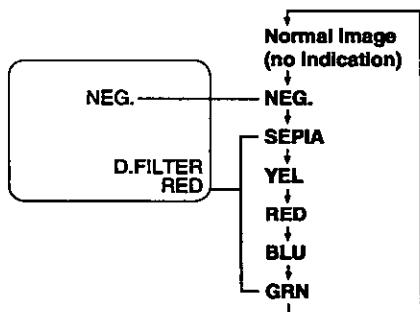 Normal Image
(no indication)
NEG.
NEG.
D.FILTER
RED
SEPIA
YEL
RED
BLU
GRN